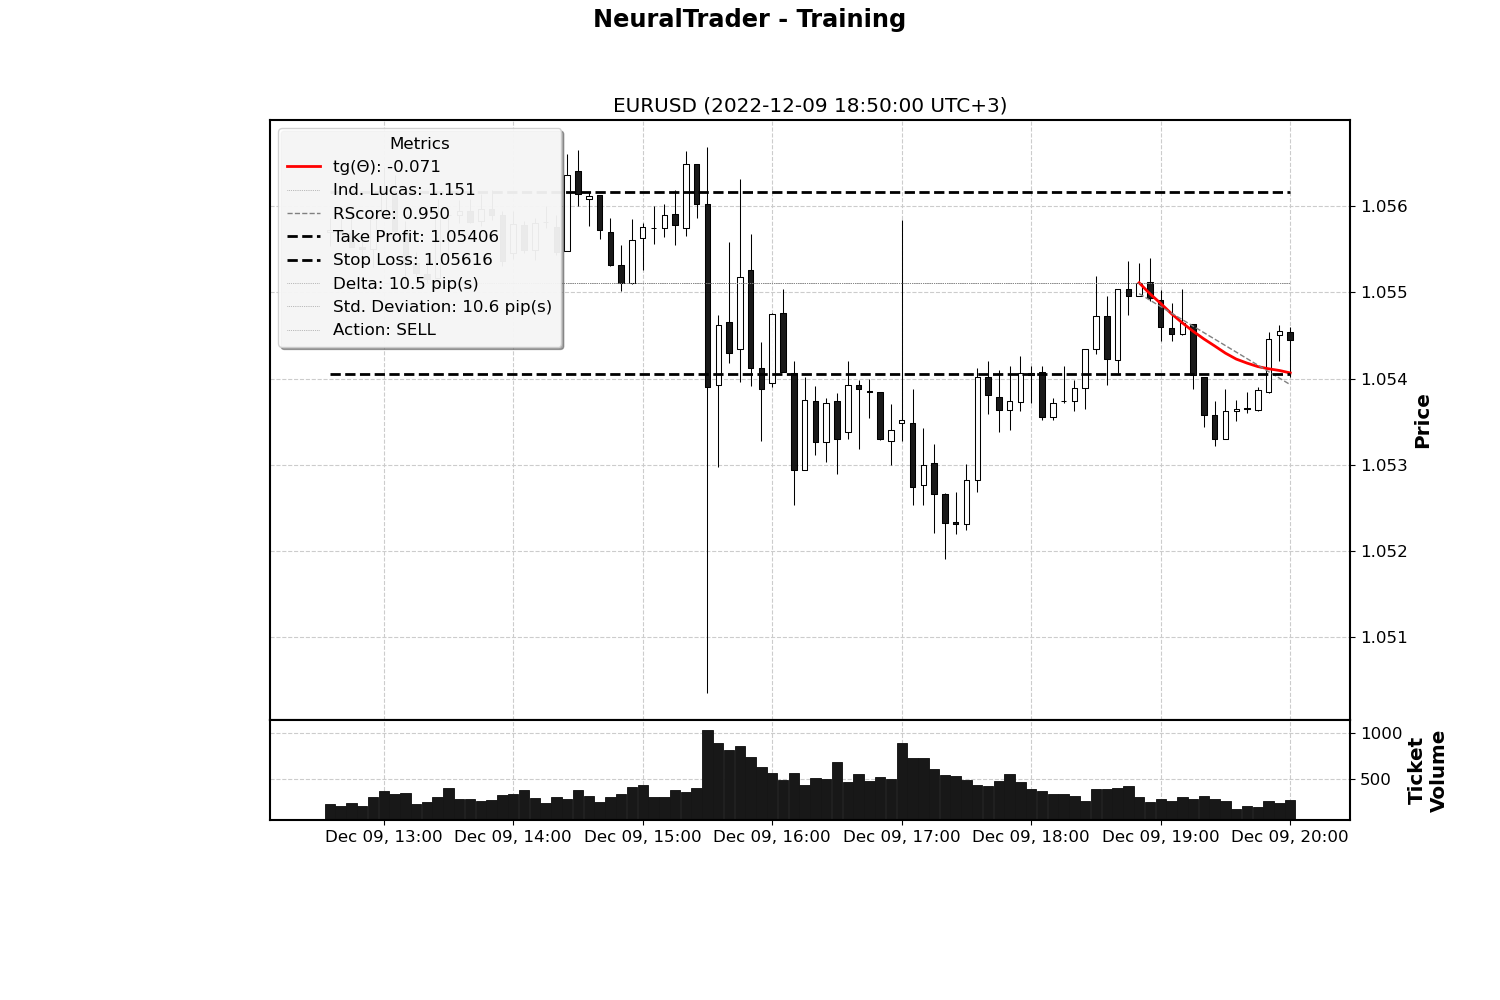 NeuralTrader - Training
EURUSD (2022-12-09 18:50:00 UTC+3)
Metrics
tg(Θ): -0.071
Ind. Lucas: 1.151
RScore: 0.950
Take Profit: 1.05406
Stop Loss: 1.05616
Delta: 10.5 pip(s)
Std. Deviation: 10.6 pip(s)
Action: SELL
1.056
1.055
1.054
1.053
1.052
1.051
Price
1000
500
Ticket
Volume
Dec 09, 13:00 Dec 09, 14:00 Dec 09, 15:00 Dec 09, 16:00 Dec 09, 17:00 Dec 09, 18:00 Dec 09, 19:00 Dec 09, 20:00